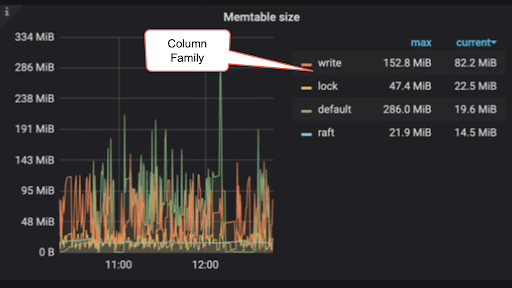 i
Memtable size
Column
Family
334 MiB
286 MiB
238 MiB
191 MiB
143 MiB
95 MiB
48 MiB
0 B
11:00
12:00
max current
write 152.8 MiB 82.2 MiB
lock 47.4 MiB 22.5 MiB
default 286.0 MiB 19.6 MiB
raft 21.9 MiB 14.5 MiB